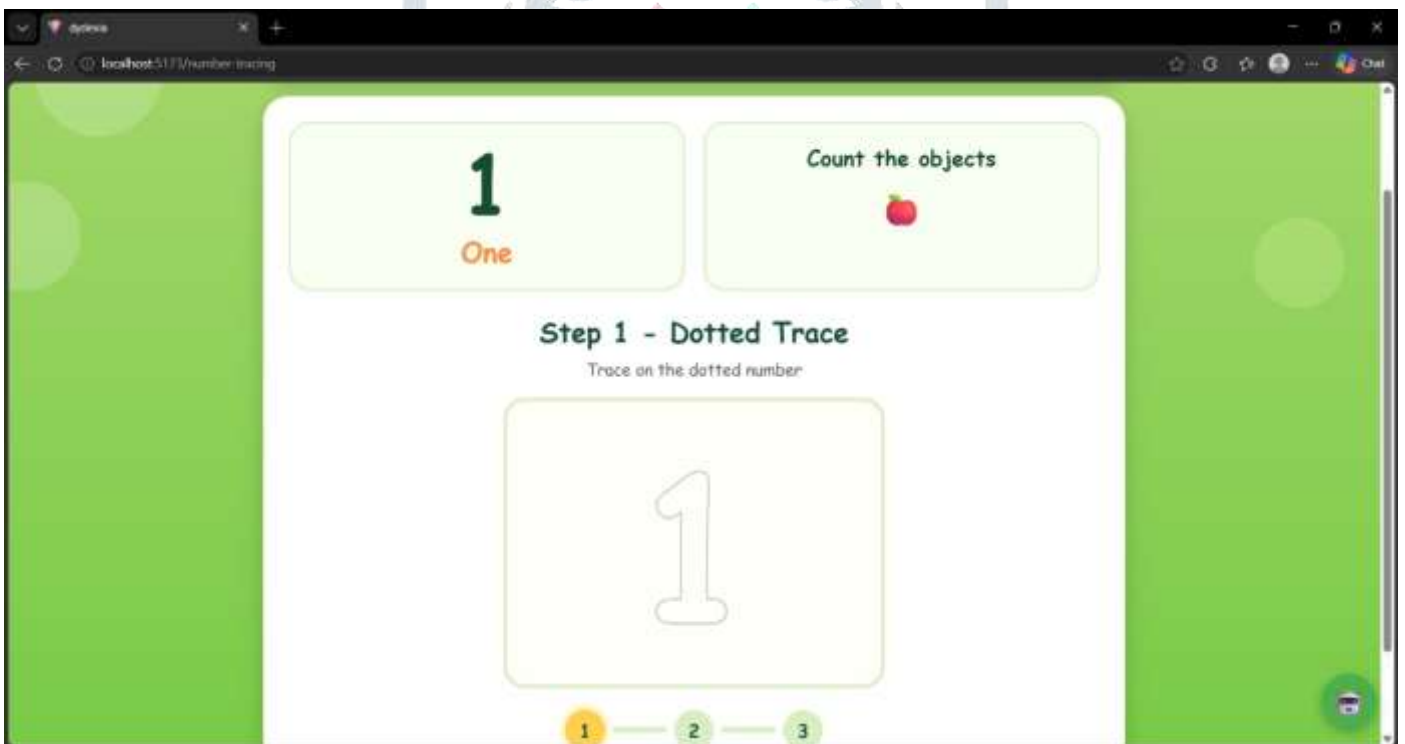 dyslexia
localhost:5173/number-tracing
Chat
1
One
Count the objects
Step 1 - Dotted Trace
Trace on the dotted number
1
1 2 3